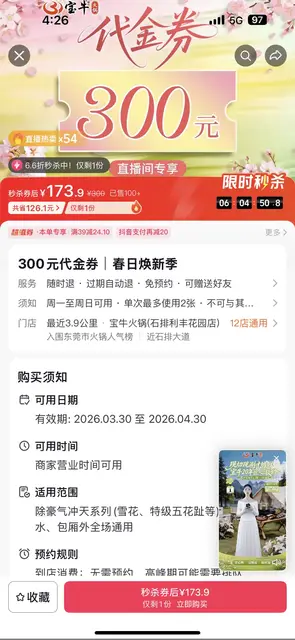 4:26
5G 97
宝牛
代金券
300元
直播热卖 x54
直播间专享
6.6折秒杀中! 仅剩1份
限时秒杀
秒杀券后¥173.9 ¥300 已售100+
共省126.1元 仅剩1份
06:04:50.8
超值券 本单专享:满39减24.10 抖音支付再减20 更多
300元代金券|春日焕新季
服务 随时退 · 过期自动退 · 免预约 · 可赠送好友
须知 周一至周日可用 · 单次最多使用2张 · 不可与其...
门店 最近3.9公里 · 宝牛火锅(石排利丰花园店) 12店通用
入围东莞市火锅人气榜 | 近石排大道
购买须知
可用日期
有效期: 2026.03.30 至 2026.04.30
可用时间
商家营业时间可用
适用范围
除豪气冲天系列 (雪花、特级五花趾等)
水、包厢外全场通用
预约规则
到店消费:无需预约,高峰期可能需要排队
收藏
秒杀券后¥173.9
仅剩1份 立即购买